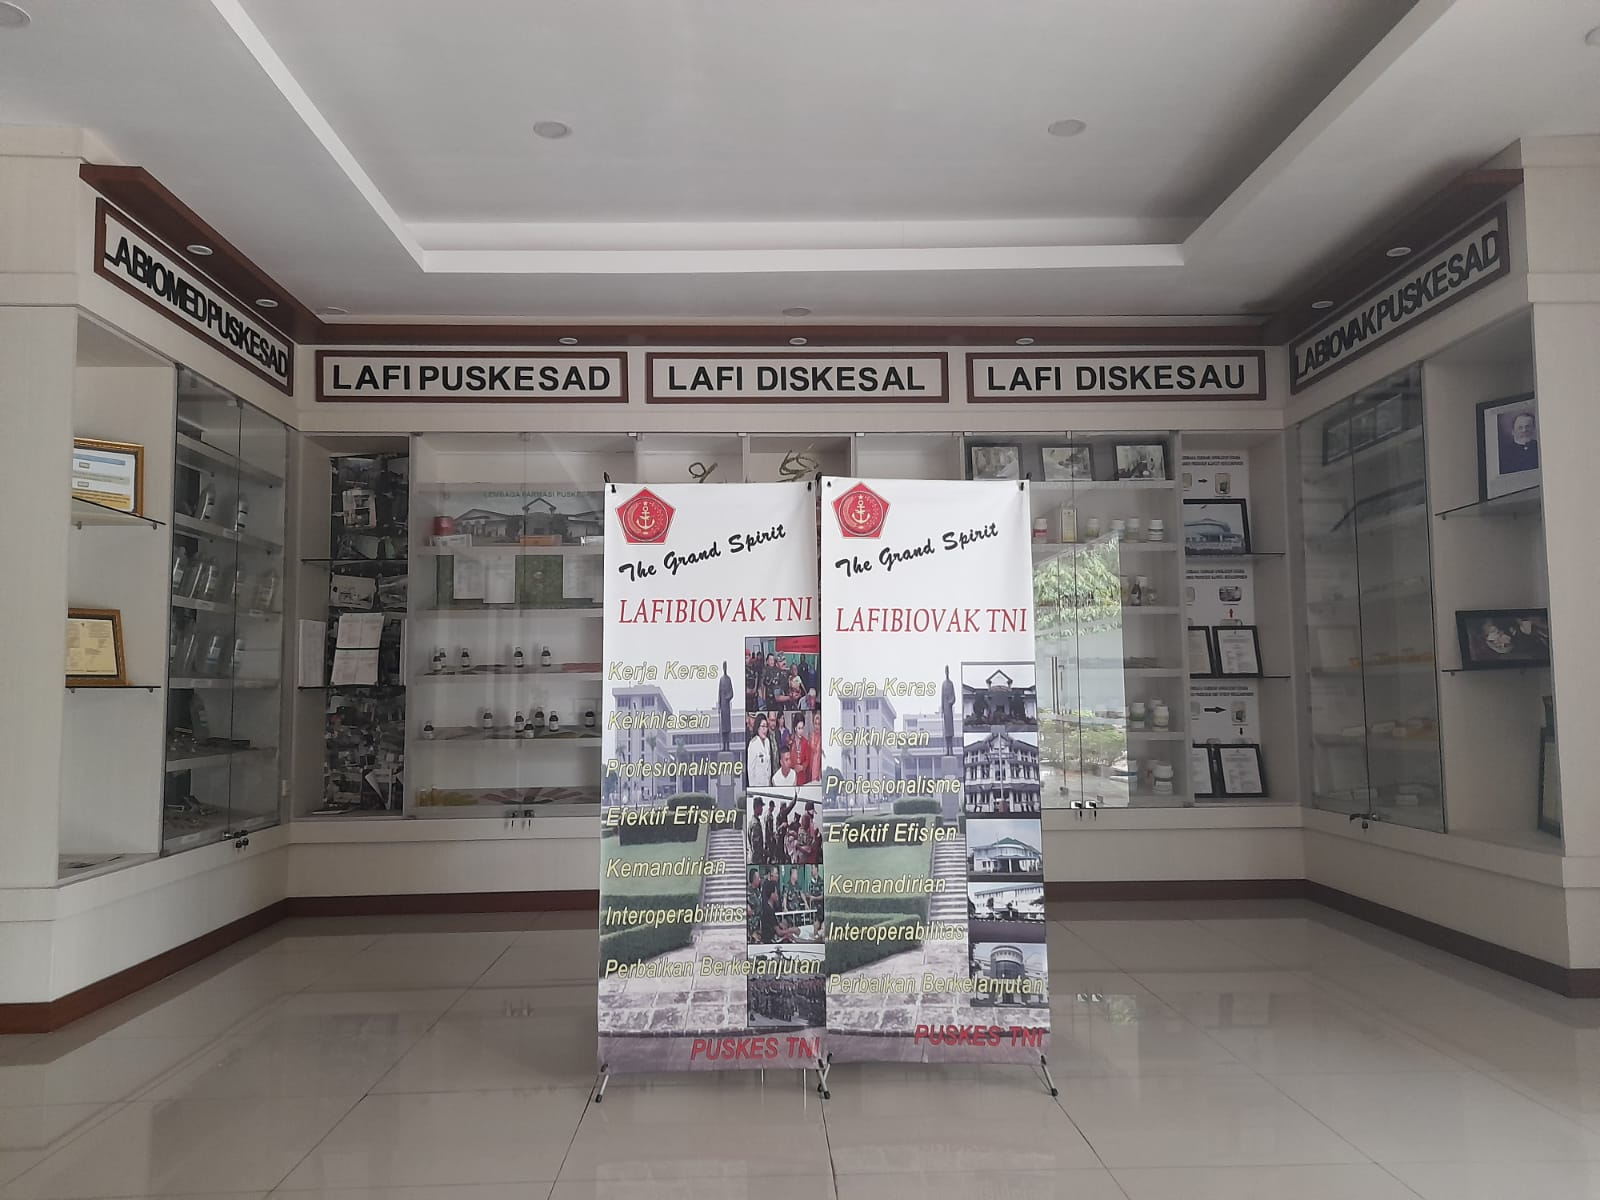 LABIOMED PUSKESAD
LAFI PUSKESAD
LAFI DISKESAL
LAFI DISKESAU
LABIOVAK PUSKESAD
LEMBAGA FARMASI
The Grand Spirit
LAFIBIOVAK TNI
Kerja Keras
Keikhlasan
Profesionalisme
Efektif Efisien
Kemandirian
Interoperabilitas
Perbaikan Berkelanjutan
PUSKES TNI
The Grand Spirit
LAFIBIOVAK TNI
Kerja Keras
Keikhlasan
Profesionalisme
Efektif Efisien
Kemandirian
Interoperabilitas
Perbaikan Berkelanjutan
PUSKES TNI